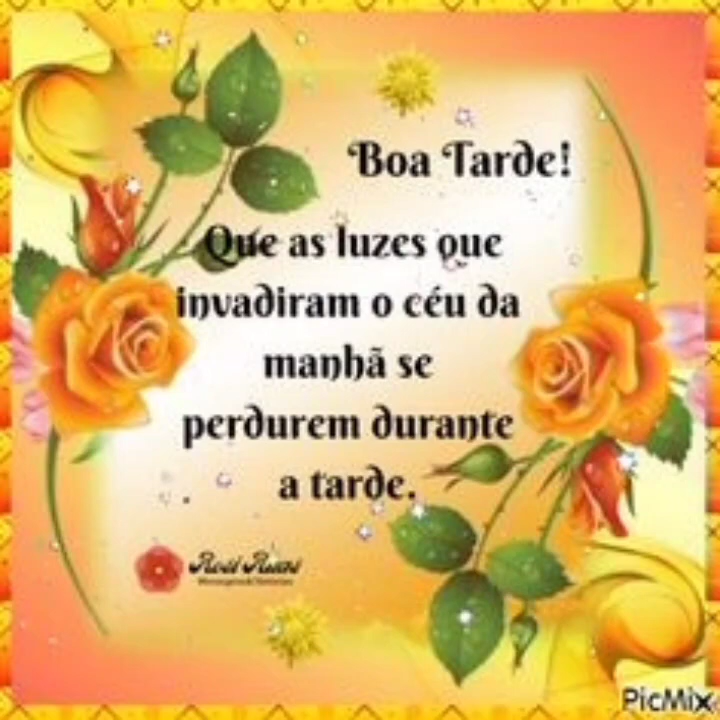 Boa Tarde!
Que as luzes que
invadiram o céu da
manhã se
perdurem durante
a tarde.
PicMix